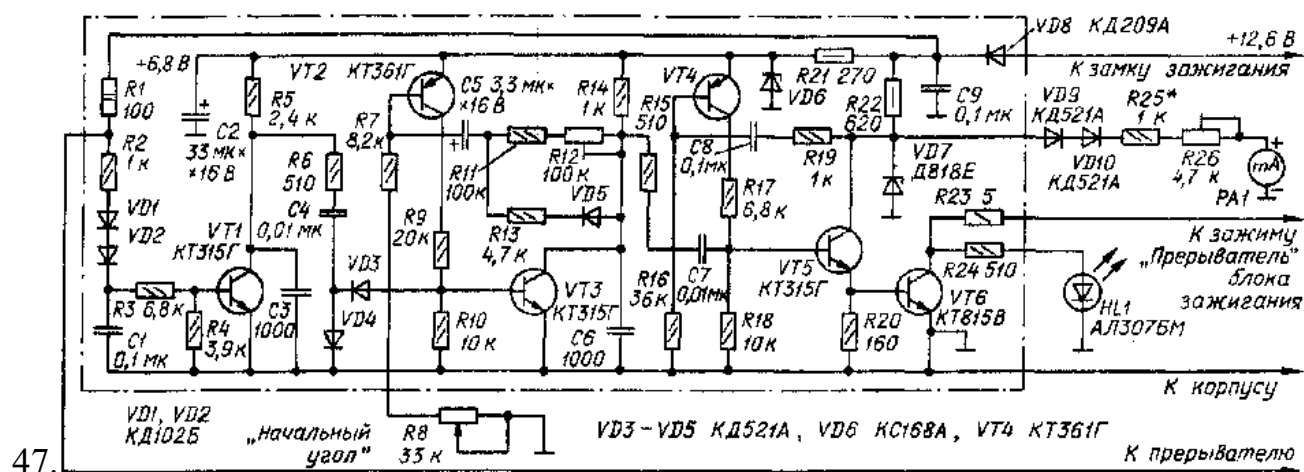 VD8 КД209А
+12,6 В
К замку зажигания
+6,8 В
R1
100
R2
1 к
VD1
VD2
C2
33 мк×
×16 В
R5
2,4 к
R6
510
C4
0,01 мк
VT1
КТ315Г
R3 6,8 к
R4
3,9 к
C1
0,1 мк
C3
1000
VT2 КТ361Г
R7
8,2к
C5 3,3 мк×
×16 В
R9
20 к
VD3
VD4
R10
10 к
R11
100к
R12
100к
R13
4,7 к
VD5
VT3
КТ315Г
C6
1000
R14
1 к
R15
510
VT4
C8
0,1мк
R16
36 к
C7
0,01мк
R17
6,8 к
R18
10 к
VD6
R21 270
R19
1 к
R22
620
C9
0,1 мк
VD7
Д818Е
VT5
КТ315Г
R20
160
VT6
КТ815В
R23 5
R24 510
VD9
КД521А
VD10
КД521А
R25*
1 к
R26
4,7 к
+
mA
-
PA1
К зажиму
„Прерыватель"
блока
зажигания
HL1
АЛ307БМ
К корпусу
VD1, VD2
КД102Б
„Начальный
угол"
R8
33 к
VD3-VD5 КД521А, VD6 КС168А, VT4 КТ361Г
К прерывателю
47.